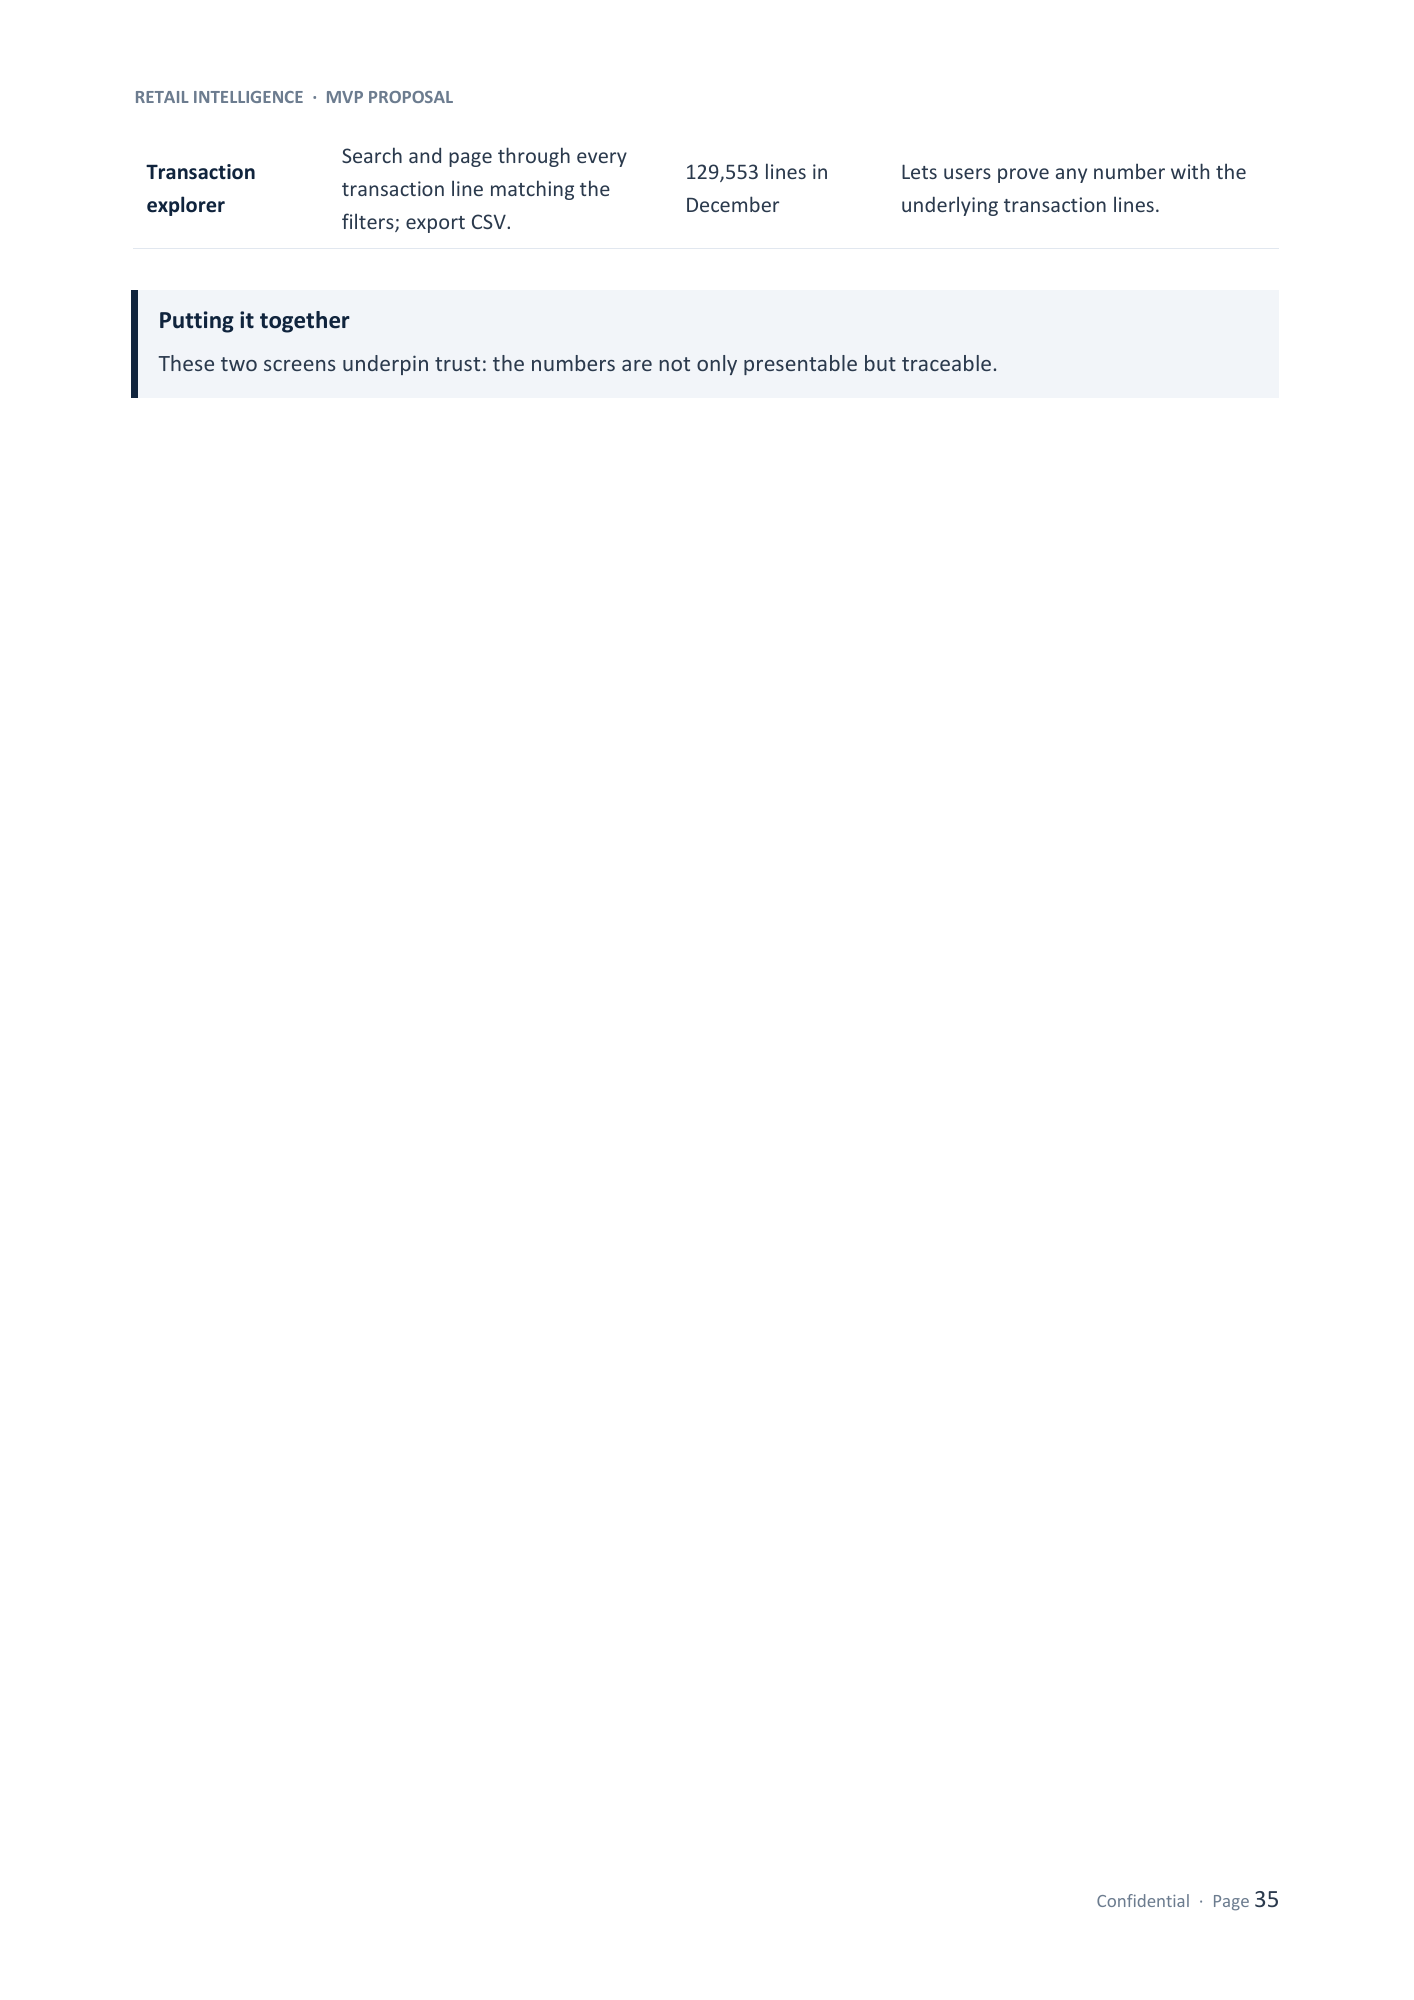 RETAIL INTELLIGENCE · MVP PROPOSAL
Transaction
explorer
Search and page through every
transaction line matching the
filters; export CSV.
129,553 lines in
December
Lets users prove any number with the
underlying transaction lines.
Putting it together
These two screens underpin trust: the numbers are not only presentable but traceable.
Confidential · Page 35